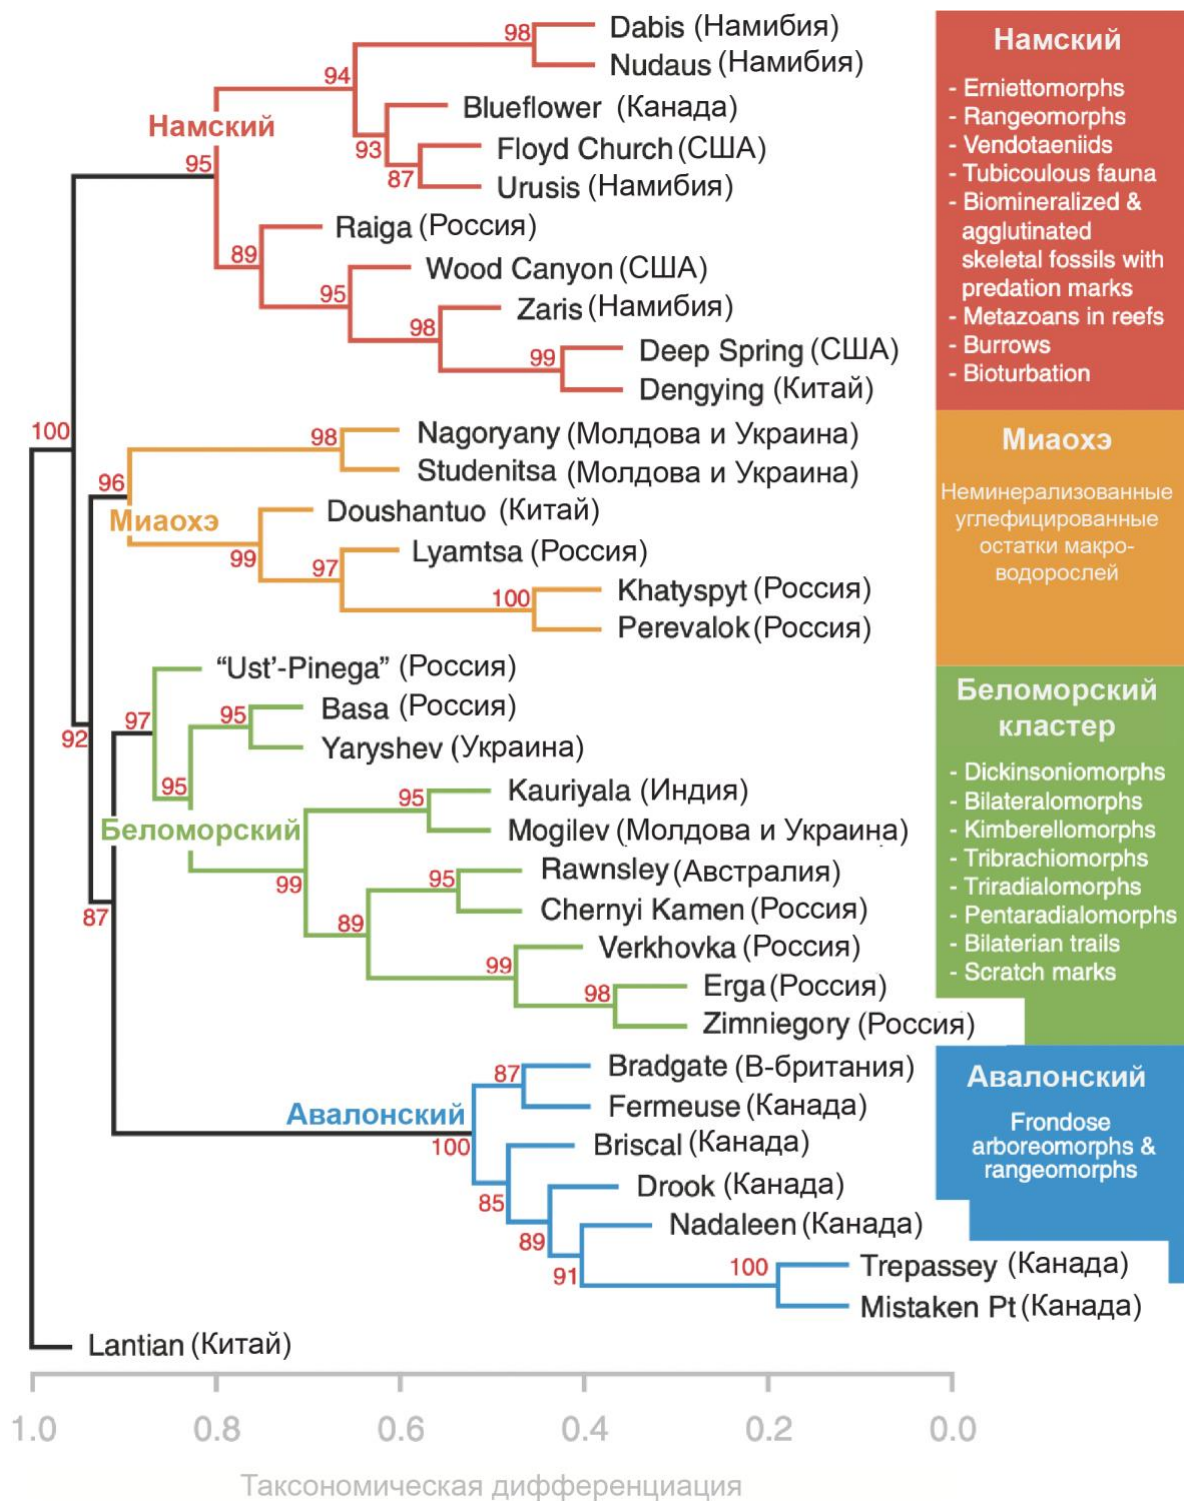 98
Dabis (Намибия)
Nudaus (Намибия)
94
Blueflower (Канада)
Намский
93
Floyd Church (США)
87
Urusis (Намибия)
95
Raiga (Россия)
89
Wood Canyon (США)
95
Zaris (Намибия)
98
Deep Spring (США)
99
Dengying (Китай)
100
98
Nagoryany (Молдова и Украина)
Studenitsa (Молдова и Украина)
96
Миаохэ
Doushantuo (Китай)
99
Lyamtsa (Россия)
97
Khatyspyt (Россия)
100
Perevalok (Россия)
"Ust'-Pinega" (Россия)
92
97
95
Basa (Россия)
Yaryshev (Украина)
95
Беломорский
95
Kauriyala (Индия)
Mogilev (Молдова и Украина)
99
95
Rawnsley (Австралия)
Chernyi Kamen (Россия)
87
89
Verkhovka (Россия)
99
Erga (Россия)
98
Zimniegory (Россия)
87
Bradgate (В-британия)
Fermeuse (Канада)
Авалонский
100
Briscal (Канада)
85
Drook (Канада)
89
Nadaleen (Канада)
91
100
Trepassey (Канада)
Mistaken Pt (Канада)
Lantian (Китай)
1.0 0.8 0.6 0.4 0.2 0.0
Таксономическая дифференциация
Намский
- Erniettomorphs
- Rangeomorphs
- Vendotaeniids
- Tubicoulous fauna
- Biomineralized &
agglutinated
skeletal fossils with
predation marks
- Metazoans in reefs
- Burrows
- Bioturbation
Миаохэ
Неминерализованные
углефицированные
остатки макро-
водорослей
Беломорский
кластер
- Dickinsoniomorphs
- Bilateralomorphs
- Kimberellomorphs
- Tribrachiomorphs
- Triradialomorphs
- Pentaradialomorphs
- Bilaterian trails
- Scratch marks
Авалонский
Frondose
arboreomorphs &
rangeomorphs